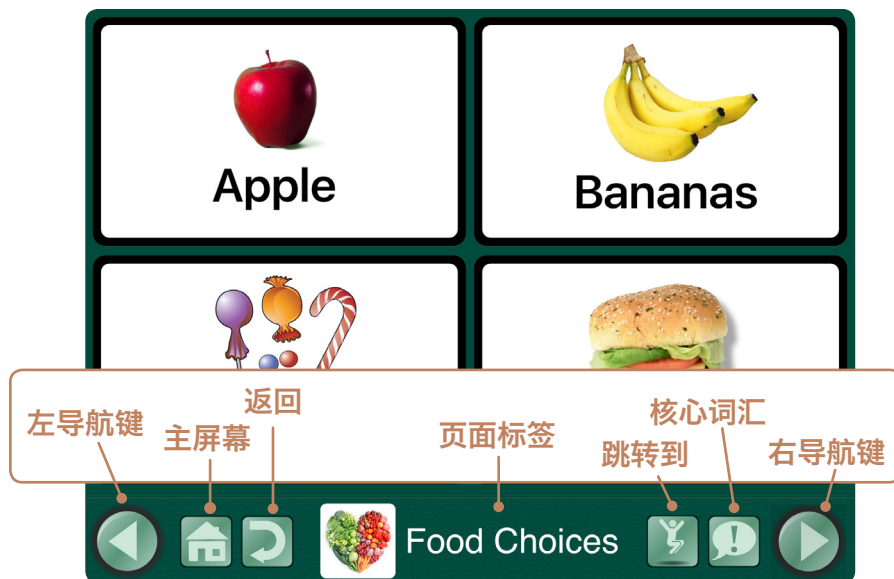 Apple
Bananas
返回
左导航键
主屏幕
页面标签
核心词汇
跳转到
右导航键
Food Choices